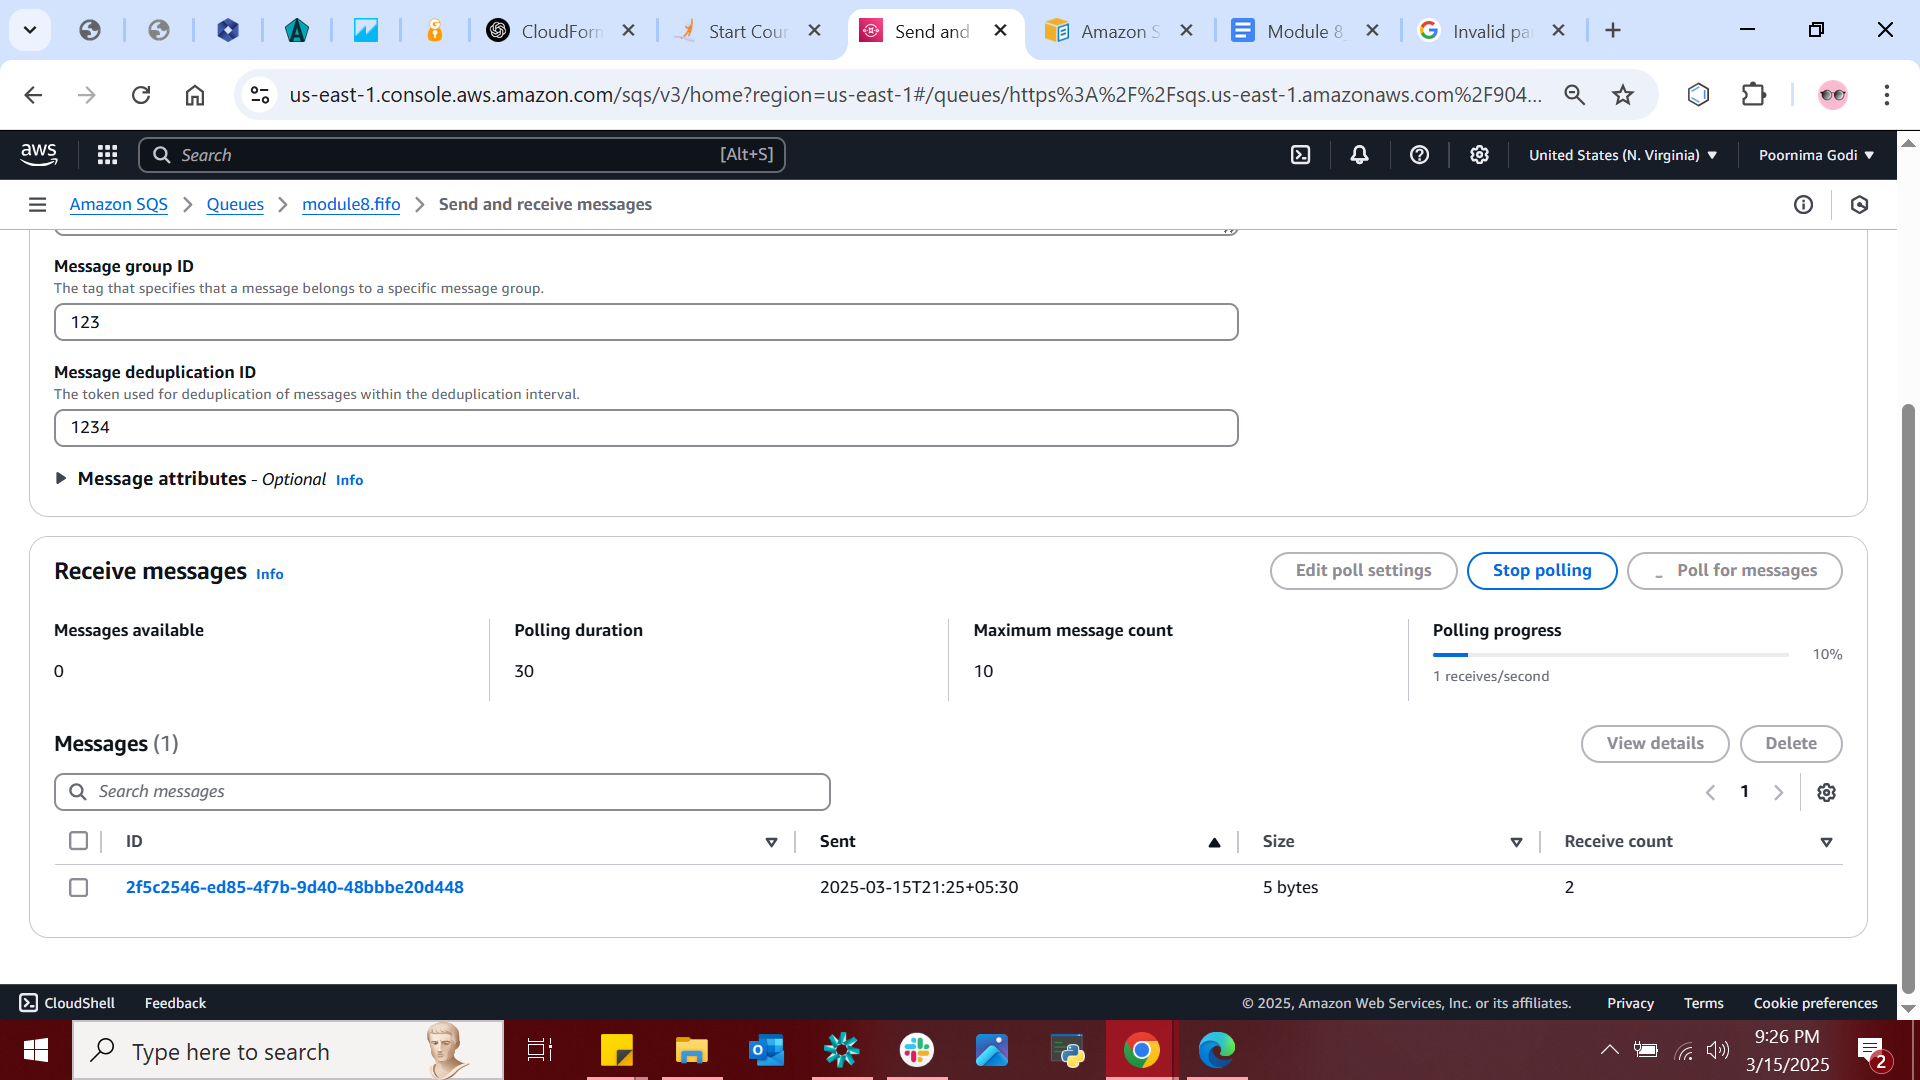 CloudForm
Start Cour
Send and
Amazon S
Module 8_
Invalid pa
us-east-1.console.aws.amazon.com/sqs/v3/home?region=us-east-1#/queues/https%3A%2F%2Fsqs.us-east-1.amazonaws.com%2F904...
aws
Search
[Alt+S]
United States (N. Virginia)
Poornima Godi
Amazon SQS
Queues
module8.fifo
Send and receive messages
Message group ID
The tag that specifies that a message belongs to a specific message group.
123
Message deduplication ID
The token used for deduplication of messages within the deduplication interval.
1234
Message attributes - Optional Info
Receive messages Info
Edit poll settings
Stop polling
Poll for messages
Messages available
0
Polling duration
30
Maximum message count
10
Polling progress
10%
1 receives/second
Messages (1)
View details
Delete
Search messages
1
ID
Sent
Size
Receive count
2f5c2546-ed85-4f7b-9d40-48bbbe20d448
2025-03-15T21:25+05:30
5 bytes
2
CloudShell
Feedback
© 2025, Amazon Web Services, Inc. or its affiliates.
Privacy
Terms
Cookie preferences
Type here to search
9:26 PM
3/15/2025
2